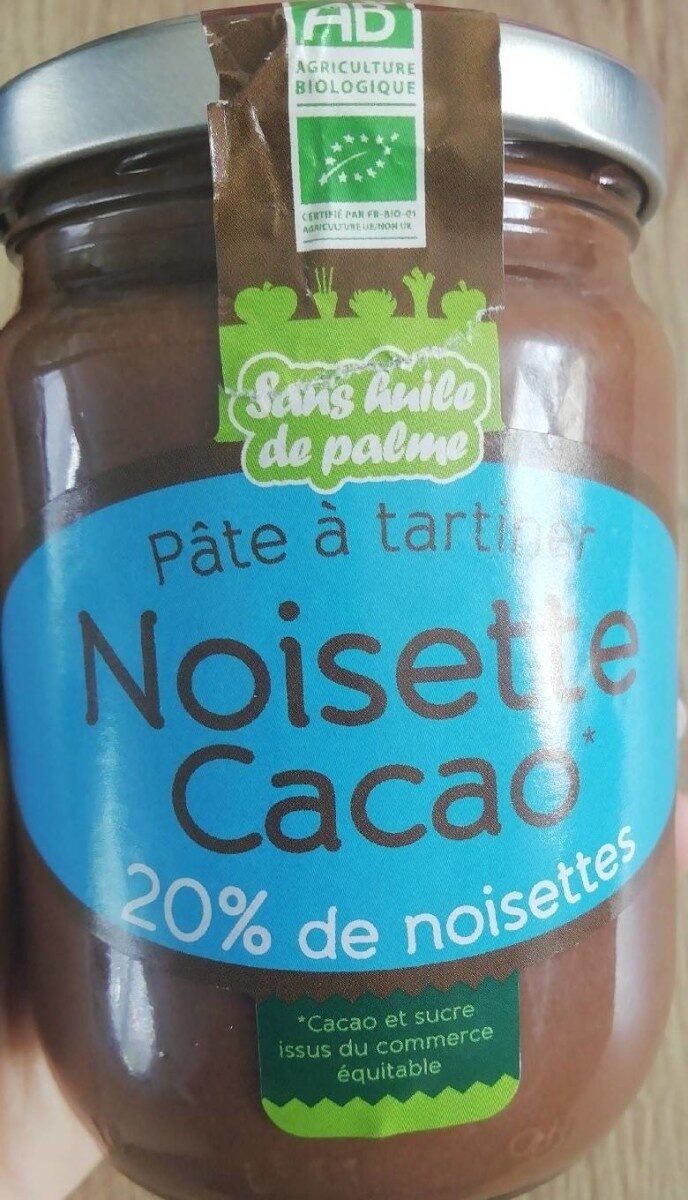 AB
AGRICULTURE
BIOLOGIQUE
CERTIFIÉ PAR FR-BIO-01
AGRICULTURE UE/NON UE
Sans huile
de palme
Pâte à tartiner
Noisette
Cacao*
20% de noisettes
*Cacao et sucre
issus du commerce
équitable